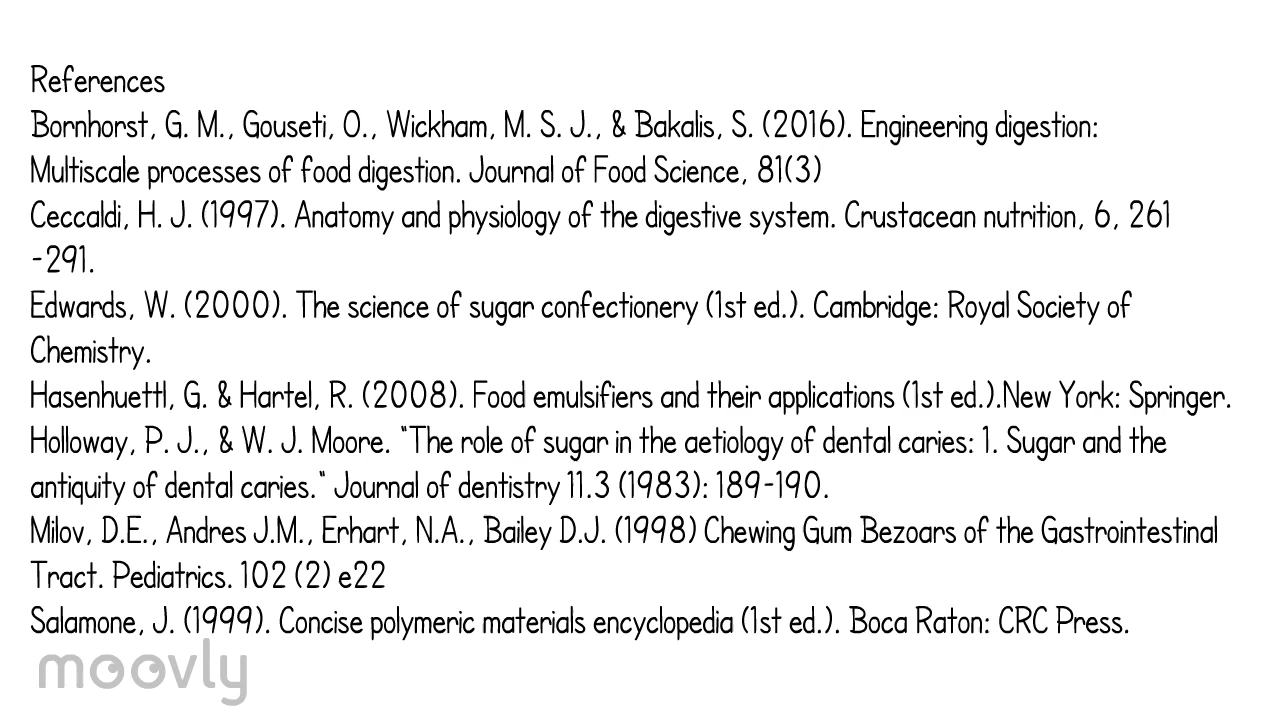 References
Bornhorst, G. M., Gouseti, O., Wickham, M. S. J., & Bakalis, S. (2016). Engineering digestion:
Multiscale processes of food digestion. Journal of Food Science, 81(3)
Ceccaldi, H. J. (1997). Anatomy and physiology of the digestive system. Crustacean nutrition, 6, 261
-291.
Edwards, W. (2000). The science of sugar confectionery (1st ed.). Cambridge: Royal Society of
Chemistry.
Hasenhuettl, G. & Hartel, R. (2008). Food emulsifiers and their applications (1st ed.).New York: Springer.
Holloway, P. J., & W. J. Moore. "The role of sugar in the aetiology of dental caries: 1. Sugar and the
antiquity of dental caries." Journal of dentistry 11.3 (1983): 189-190.
Milov, D.E., Andres J.M., Erhart, N.A., Bailey D.J. (1998) Chewing Gum Bezoars of the Gastrointestinal
Tract. Pediatrics. 102 (2) e22
Salamone, J. (1999). Concise polymeric materials encyclopedia (1st ed.). Boca Raton: CRC Press.
moovly